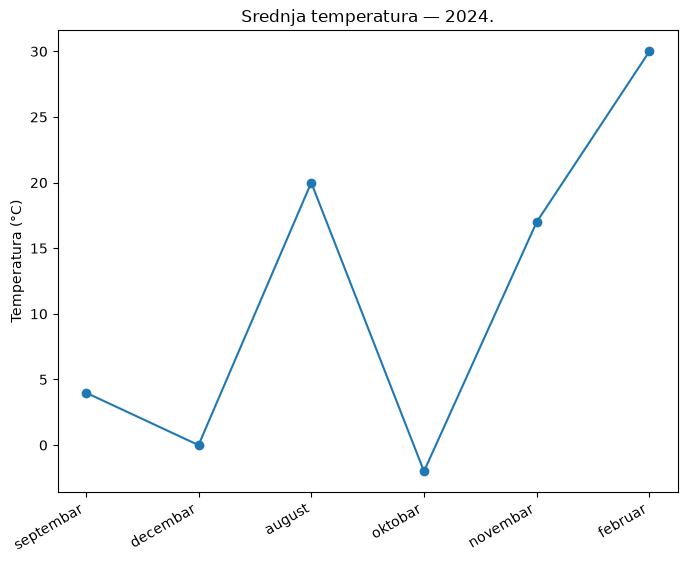 Srednja temperatura — 2024.
Temperatura (°C)
30
25
20
15
10
5
0
septembar
decembar
august
oktobar
novembar
februar